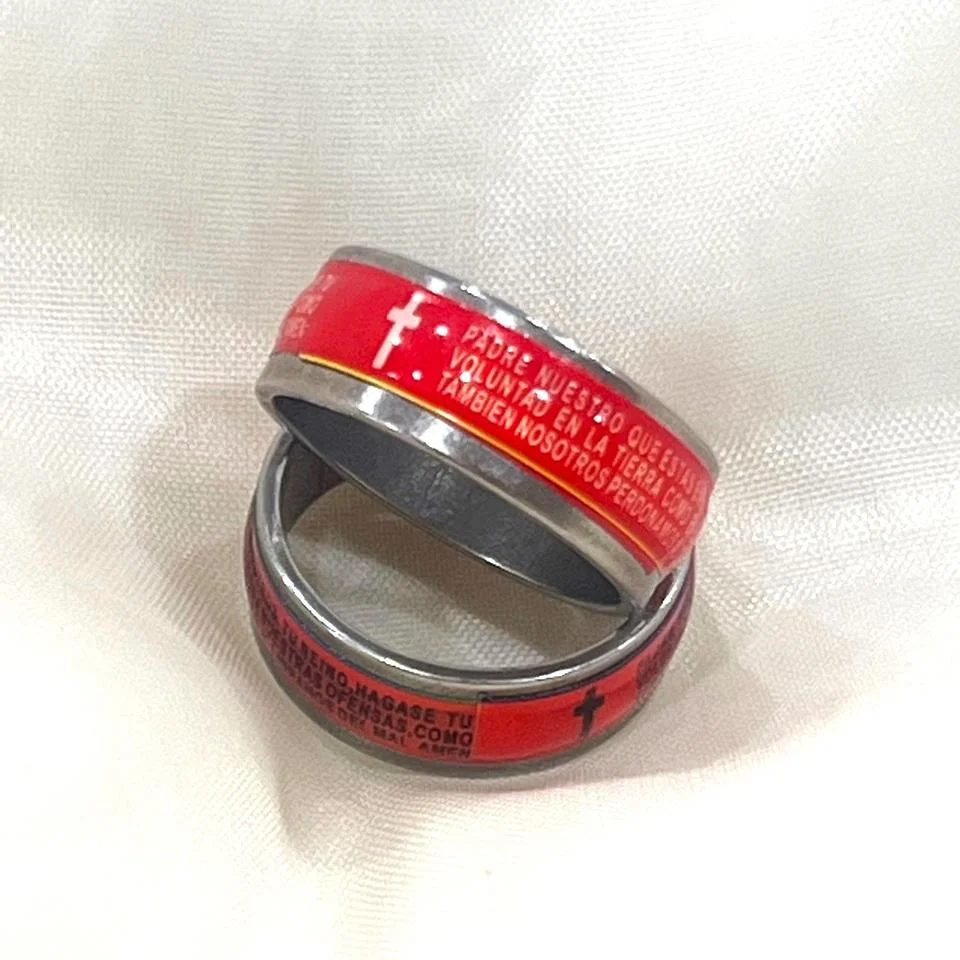 PADRE NUESTRO QUE ESTAS
VOLUNTAD EN LA TIERRA COMO
TAMBIEN NOSOTROS PERDONAMOS
TU REINO, HAGASE TU
OFENSAS, COMO
DEL MAL AMEN